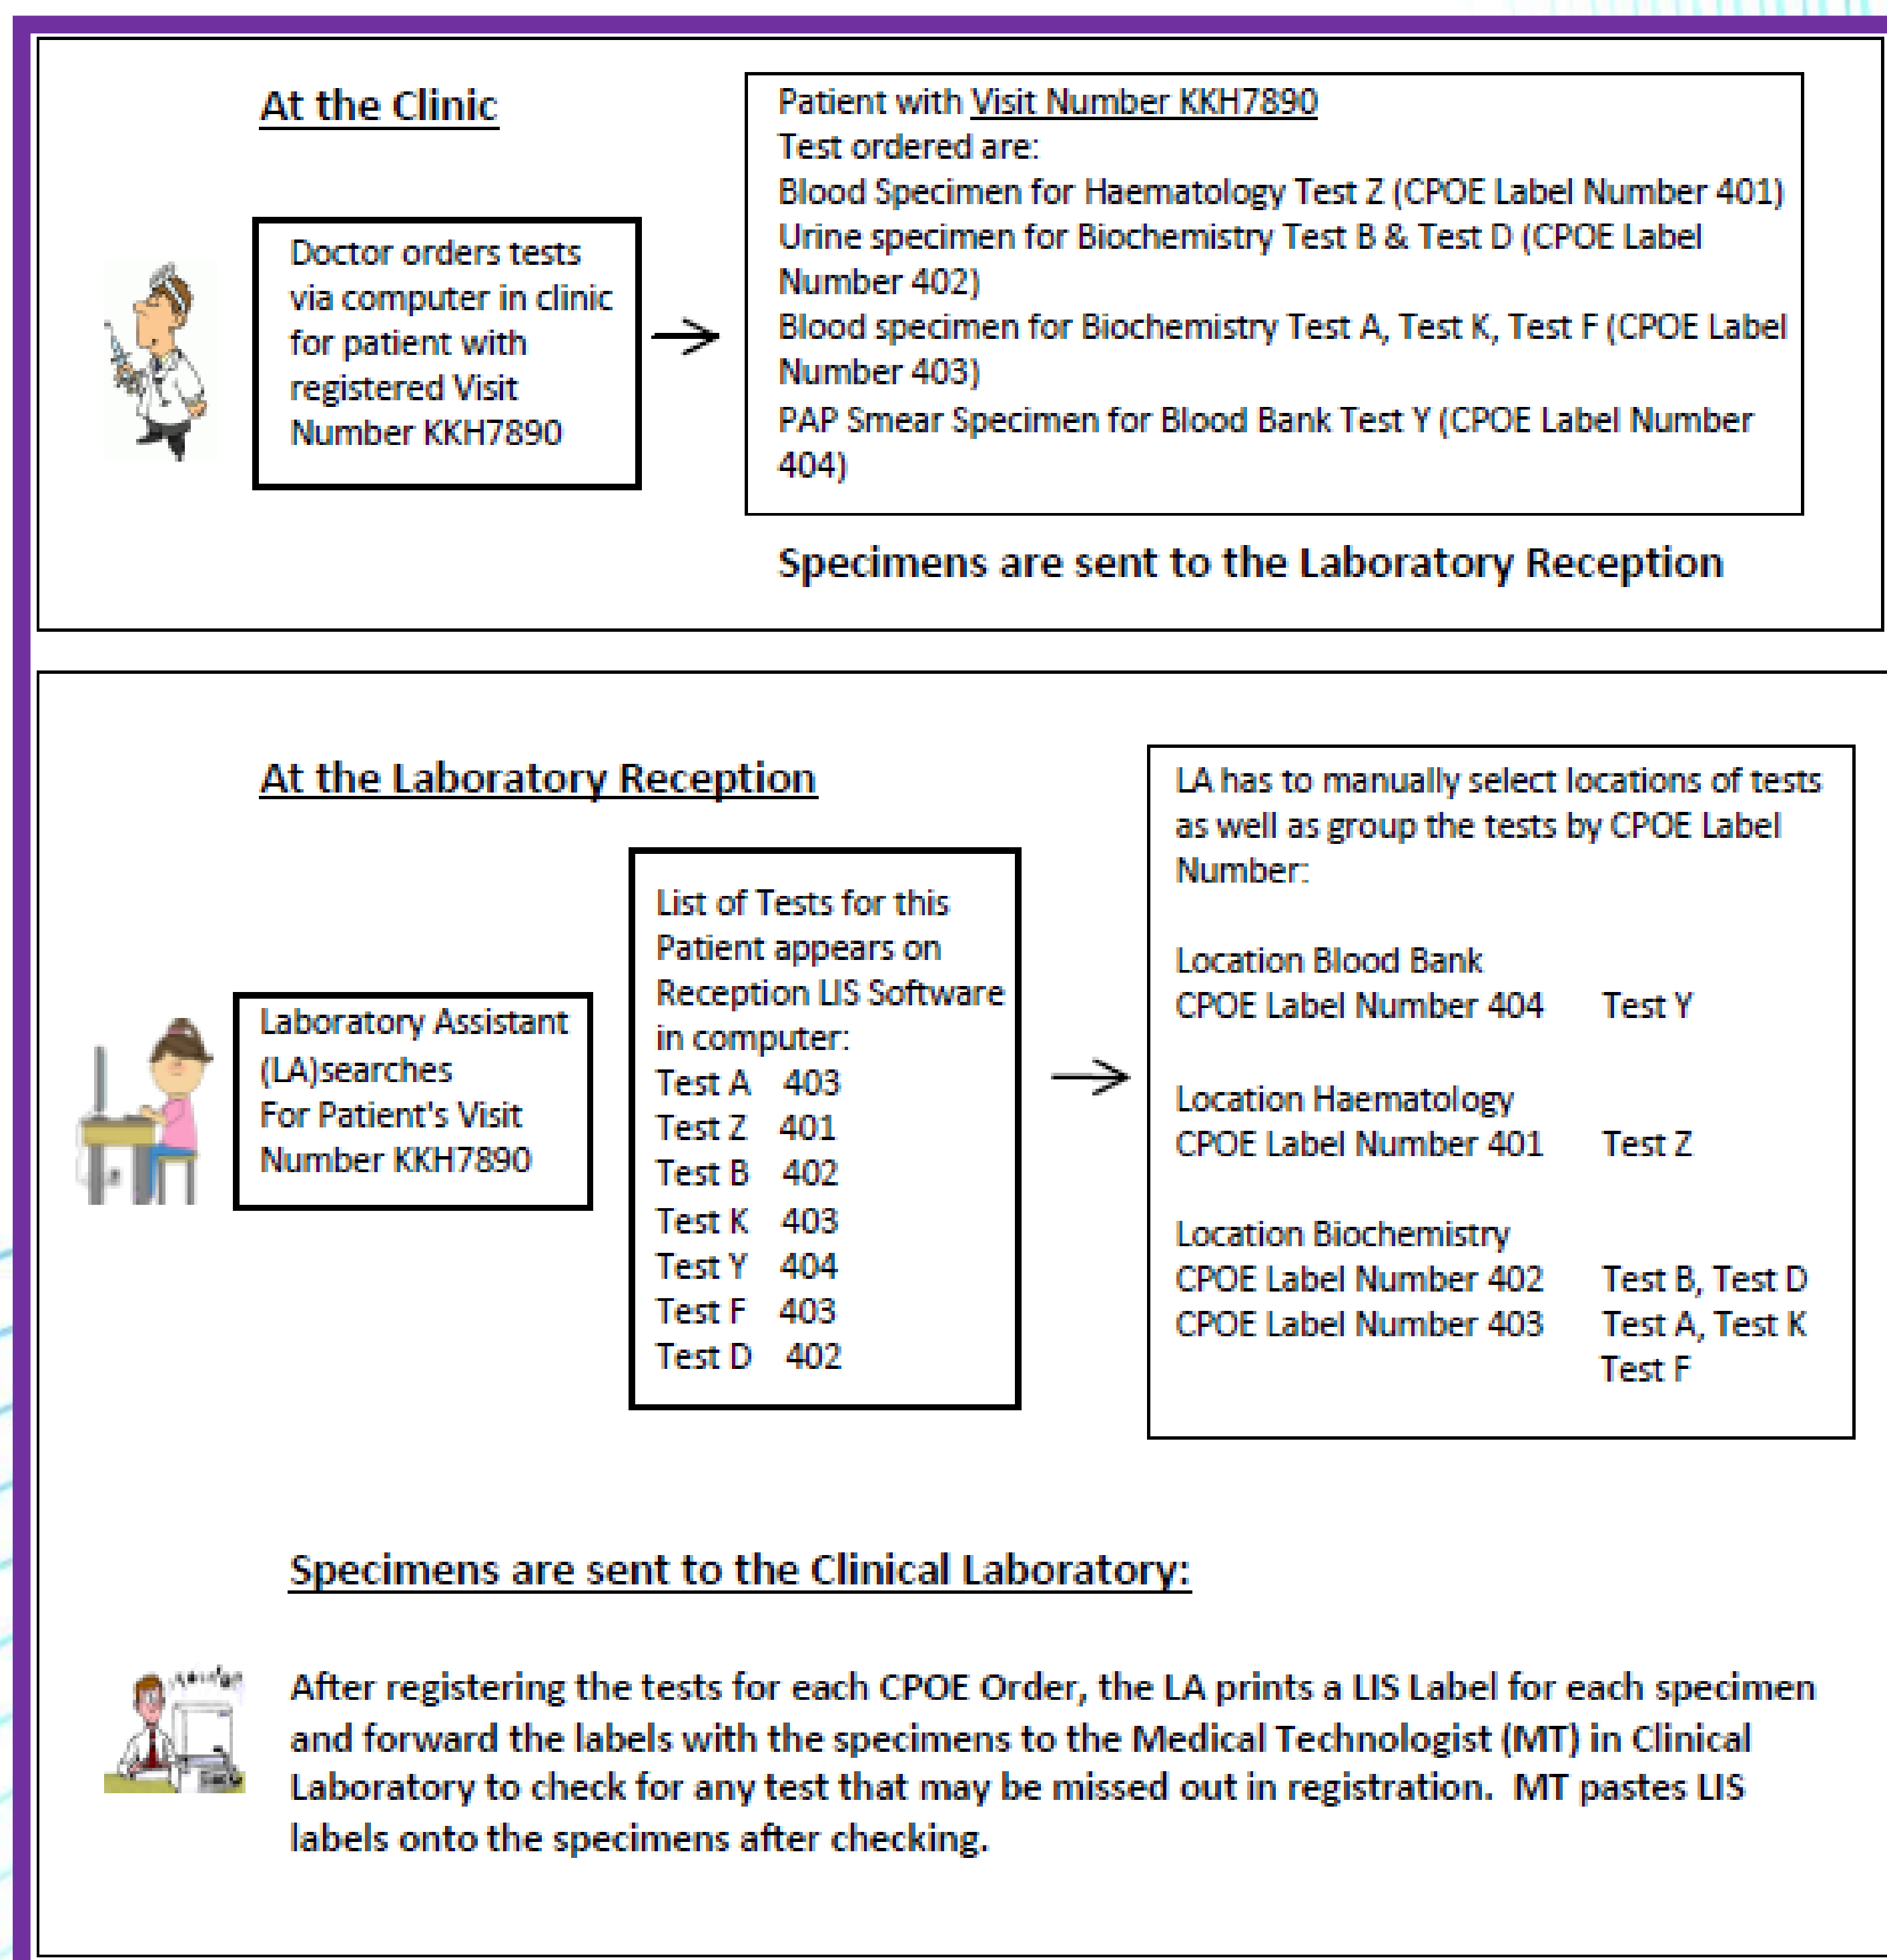 At the Clinic
Doctor orders tests
via computer in clinic
for patient with
registered Visit
Number KKH7890
Patient with Visit Number KKH7890
Test ordered are:
Blood Specimen for Haematology Test Z (CPOE Label Number 401)
Urine specimen for Biochemistry Test B & Test D (CPOE Label
Number 402)
Blood specimen for Biochemistry Test A, Test K, Test F (CPOE Label
Number 403)
PAP Smear Specimen for Blood Bank Test Y (CPOE Label Number
404)
Specimens are sent to the Laboratory Reception
At the Laboratory Reception
Laboratory Assistant
(LA)searches
For Patient's Visit
Number KKH7890
List of Tests for this
Patient appears on
Reception LIS Software
in computer:
Test A 403
Test Z 401
Test B 402
Test K 403
Test Y 404
Test F 403
Test D 402
LA has to manually select locations of tests
as well as group the tests by CPOE Label
Number:
Location Blood Bank
CPOE Label Number 404 Test Y
Location Haematology
CPOE Label Number 401 Test Z
Location Biochemistry
CPOE Label Number 402 Test B, Test D
CPOE Label Number 403 Test A, Test K
Test F
Specimens are sent to the Clinical Laboratory:
After registering the tests for each CPOE Order, the LA prints a LIS Label for each specimen
and forward the labels with the specimens to the Medical Technologist (MT) in Clinical
Laboratory to check for any test that may be missed out in registration. MT pastes LIS
labels onto the specimens after checking.